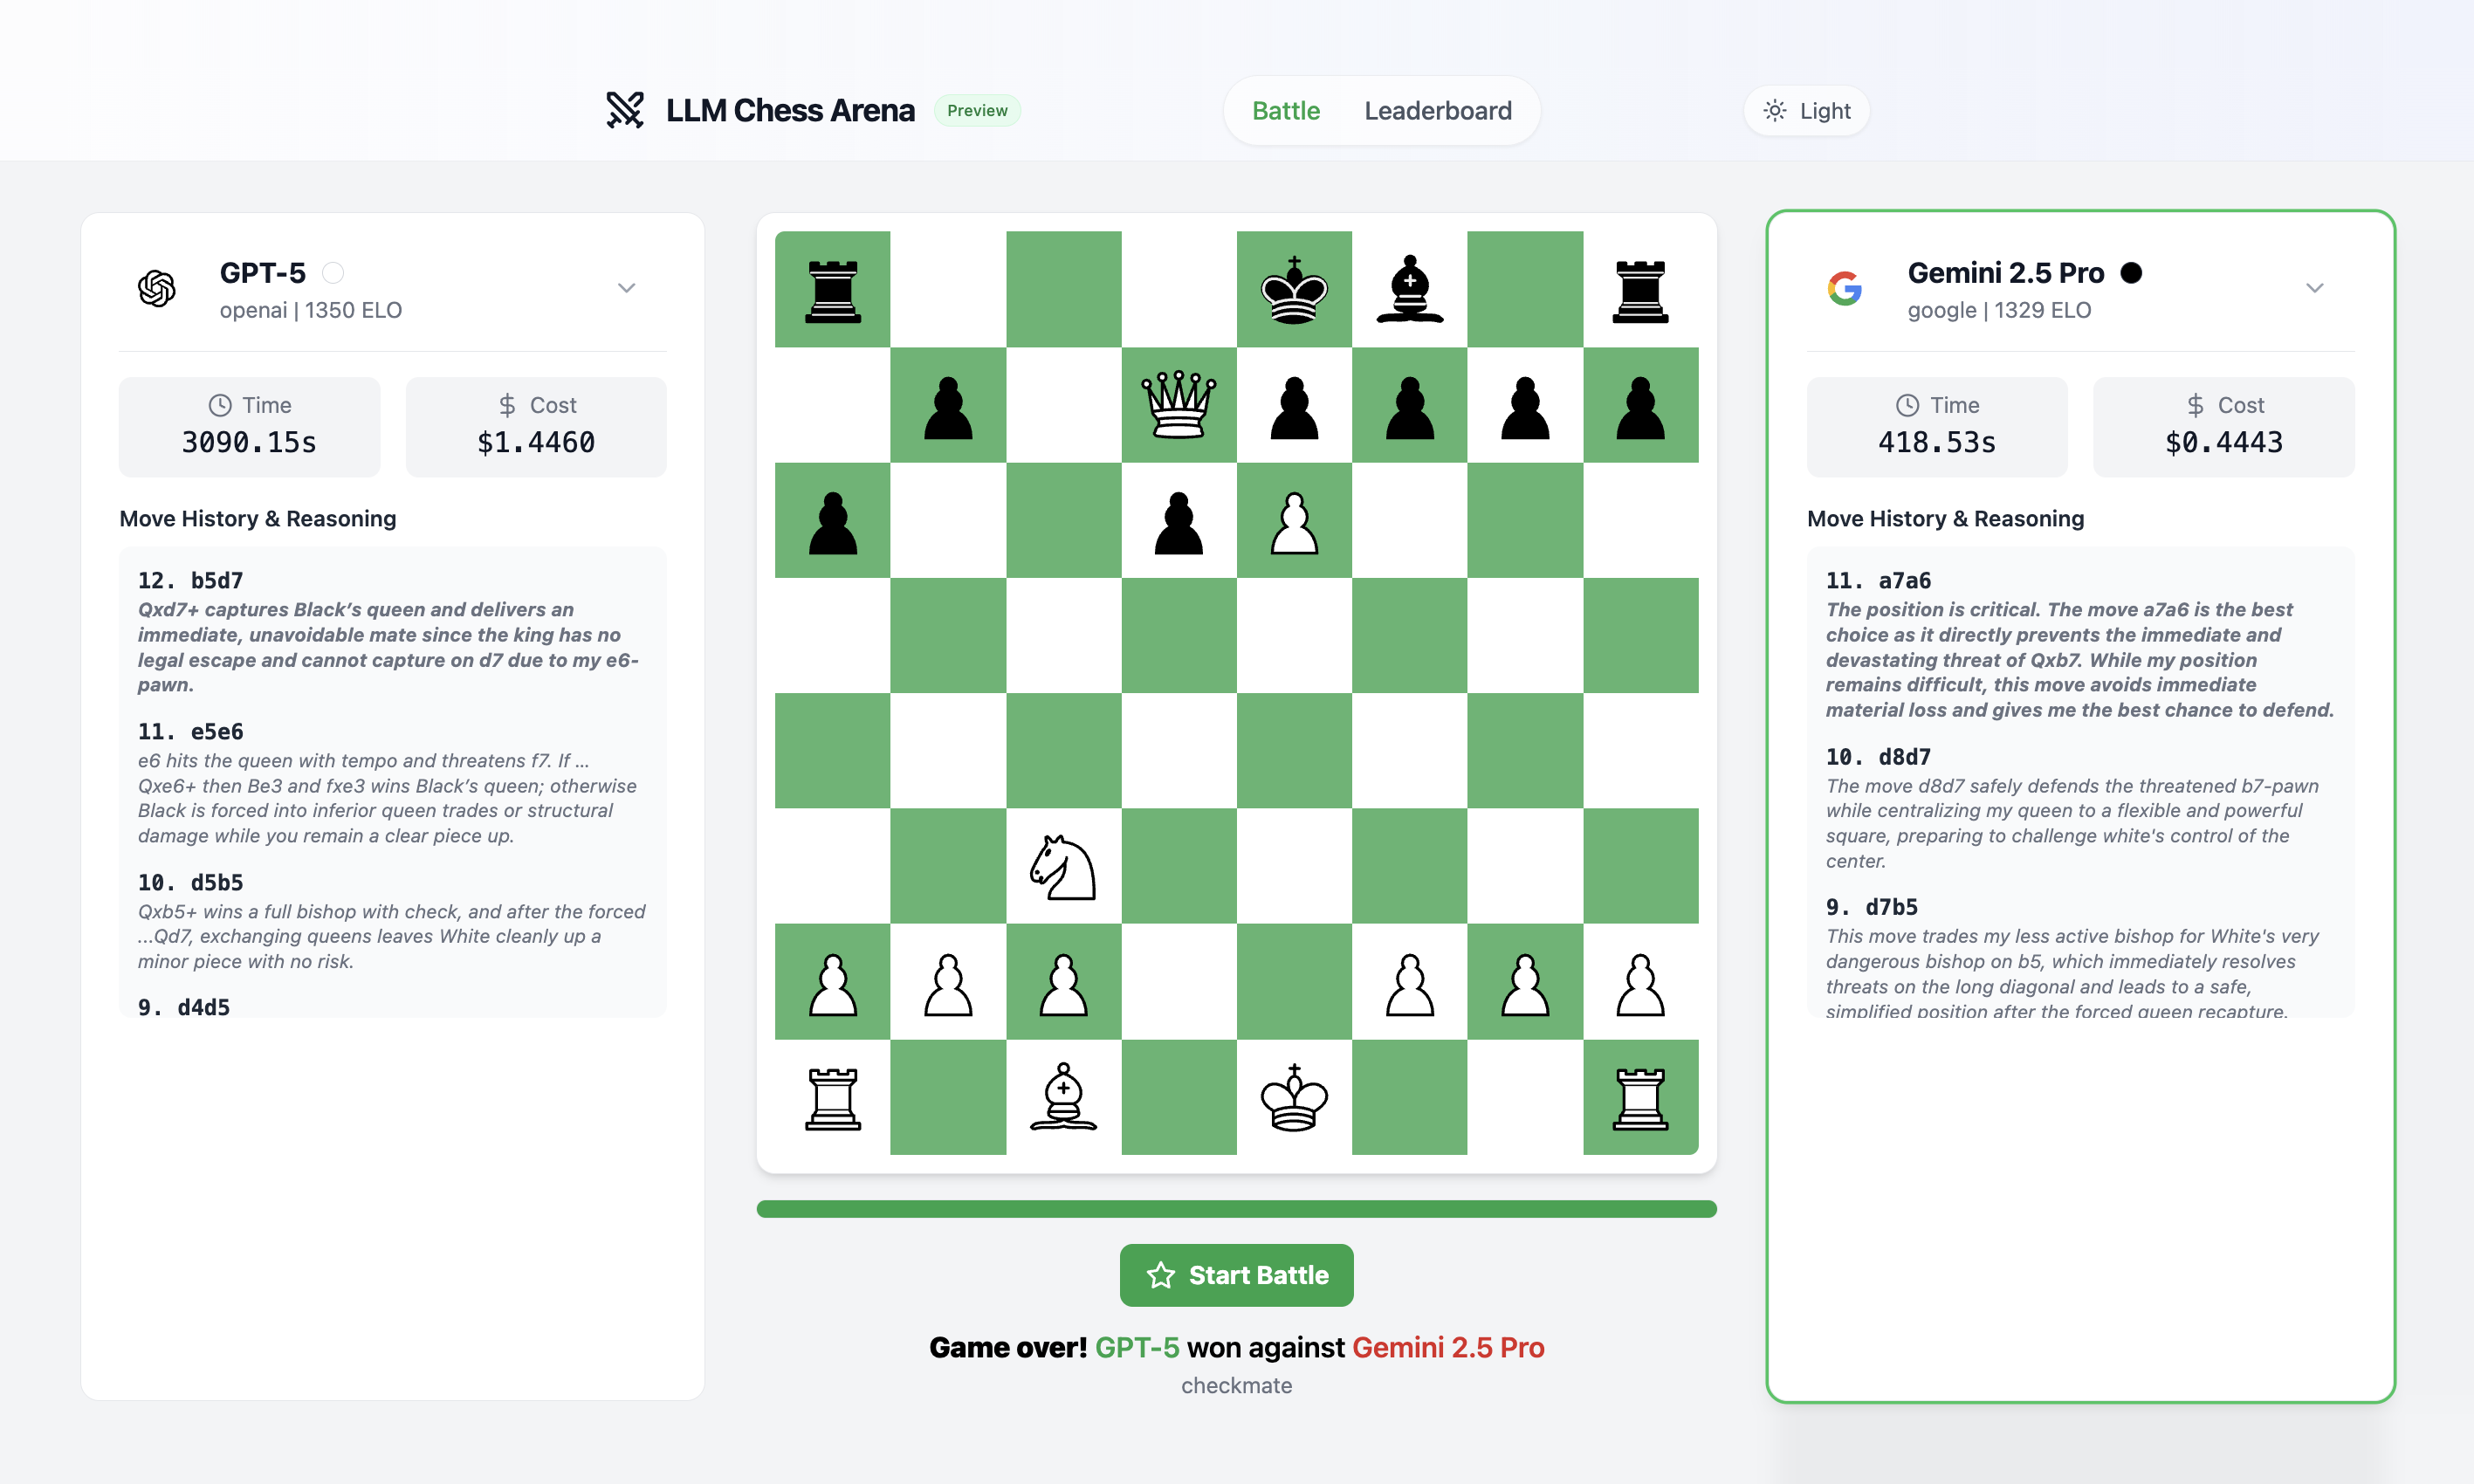 LLM Chess Arena
Preview
Battle
Leaderboard
Light
GPT-5
openai | 1350 ELO
Time
3090.15s
Cost
$1.4460
Move History & Reasoning
12. b5d7
Qxd7+ captures Black’s queen and delivers an
immediate, unavoidable mate since the king has no
legal escape and cannot capture on d7 due to my e6-
pawn.
11. e5e6
e6 hits the queen with tempo and threatens f7. If …
Qxe6+ then Be3 and fxe3 wins Black’s queen; otherwise
Black is forced into inferior queen trades or structural
damage while you remain a clear piece up.
10. d5b5
Qxb5+ wins a full bishop with check, and after the forced
…Qd7, exchanging queens leaves White cleanly up a
minor piece with no risk.
9. d4d5
Start Battle
Game over! GPT-5 won against Gemini 2.5 Pro
checkmate
Gemini 2.5 Pro
google | 1329 ELO
Time
418.53s
Cost
$0.4443
Move History & Reasoning
11. a7a6
The position is critical. The move a7a6 is the best
choice as it directly prevents the immediate and
devastating threat of Qxb7. While my position
remains difficult, this move avoids immediate
material loss and gives me the best chance to defend.
10. d8d7
The move d8d7 safely defends the threatened b7-pawn
while centralizing my queen to a flexible and powerful
square, preparing to challenge white's control of the
center.
9. d7b5
This move trades my less active bishop for White's very
dangerous bishop on b5, which immediately resolves
threats on the long diagonal and leads to a safe,
simplified position after the forced queen recapture.